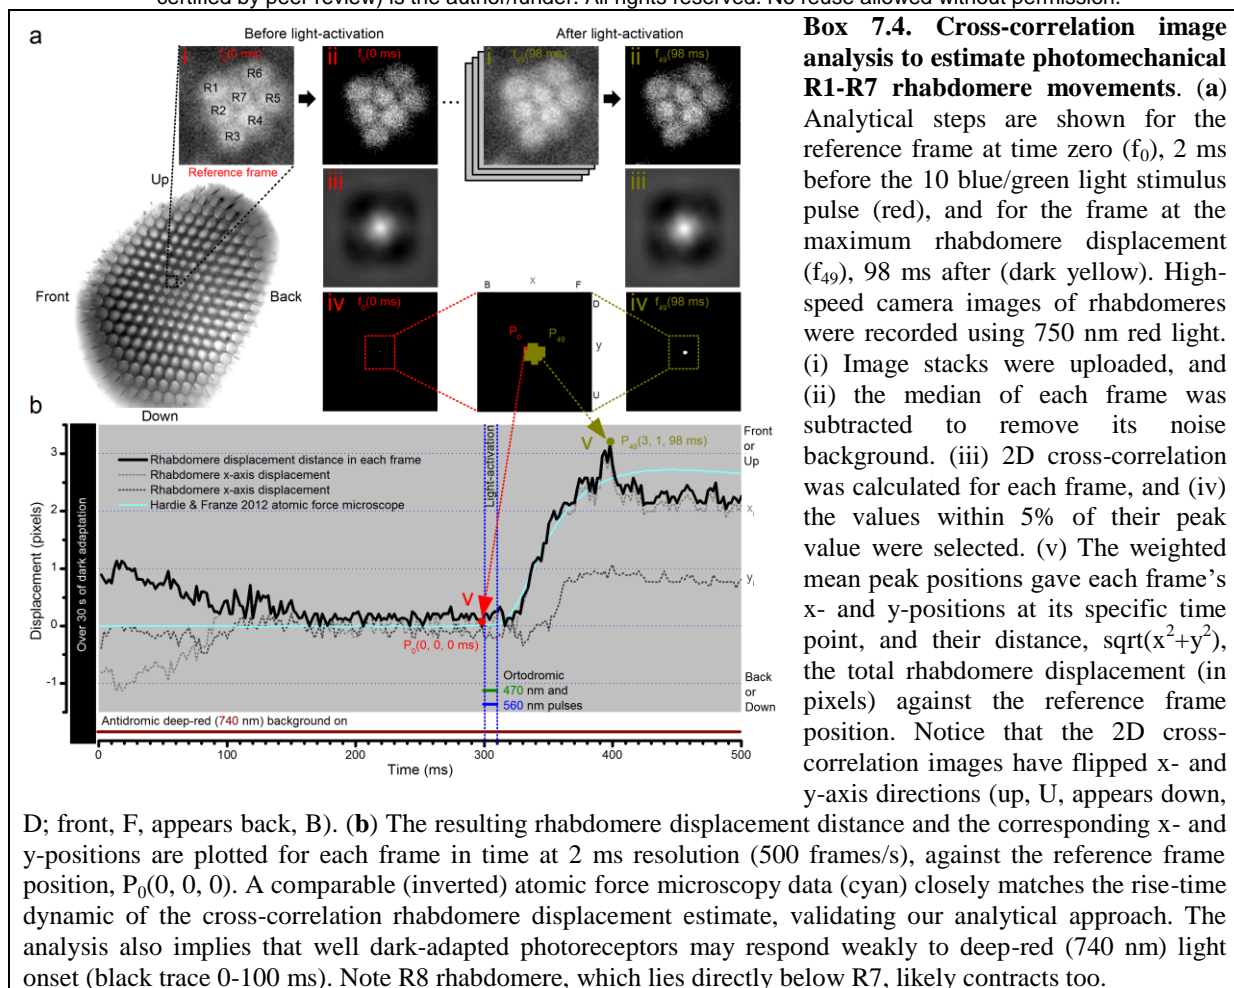 certified by peer review) is the author/funder. All rights reserved. No reuse allowed without permission.
a
Before light-activation
After light-activation
i
f₀(0 ms)
R6
R1
R7
R5
R2
R4
R3
Reference frame
ii
f₀(0 ms)
...
i
f₄₉(98 ms)
ii
f₄₉(98 ms)
iii
iii
Up
Front
Back
Down
iv
f₀(0 ms)
B
x
F
D
y
U
P₀
P₄₉
iv
f₄₉(98 ms)
b
Over 30 s of dark adaptation
Displacement (pixels)
3
2
1
0
-1
Rhabdomere displacement distance in each frame
Rhabdomere x-axis displacement
Rhabdomere x-axis displacement
Hardie & Franze 2012 atomic force microscope
Light-activation
v
P₄₉(3, 1, 98 ms)
Front
or
Up
xᵢ
yᵢ
v
P₀(0, 0, 0 ms)
Ortodromic
470 nm and
560 nm pulses
Back
or
Down
Antidromic deep-red (740 nm) background on
0
100
200
300
400
500
Time (ms)
Box 7.4. Cross-correlation image
analysis to estimate photomechanical
R1-R7 rhabdomere movements. (a)
Analytical steps are shown for the
reference frame at time zero (f₀), 2 ms
before the 10 blue/green light stimulus
pulse (red), and for the frame at the
maximum rhabdomere displacement
(f₄₉), 98 ms after (dark yellow). High-
speed camera images of rhabdomeres
were recorded using 750 nm red light.
(i) Image stacks were uploaded, and
(ii) the median of each frame was
subtracted to remove its noise
background. (iii) 2D cross-correlation
was calculated for each frame, and (iv)
the values within 5% of their peak
value were selected. (v) The weighted
mean peak positions gave each frame's
x- and y-positions at its specific time
point, and their distance, sqrt(x²+y²),
the total rhabdomere displacement (in
pixels) against the reference frame
position. Notice that the 2D cross-
correlation images have flipped x- and
y-axis directions (up, U, appears down,
D; front, F, appears back, B). (b) The resulting rhabdomere displacement distance and the corresponding x- and
y-positions are plotted for each frame in time at 2 ms resolution (500 frames/s), against the reference frame
position, P₀(0, 0, 0). A comparable (inverted) atomic force microscopy data (cyan) closely matches the rise-time
dynamic of the cross-correlation rhabdomere displacement estimate, validating our analytical approach. The
analysis also implies that well dark-adapted photoreceptors may respond weakly to deep-red (740 nm) light
onset (black trace 0-100 ms). Note R8 rhabdomere, which lies directly below R7, likely contracts too.